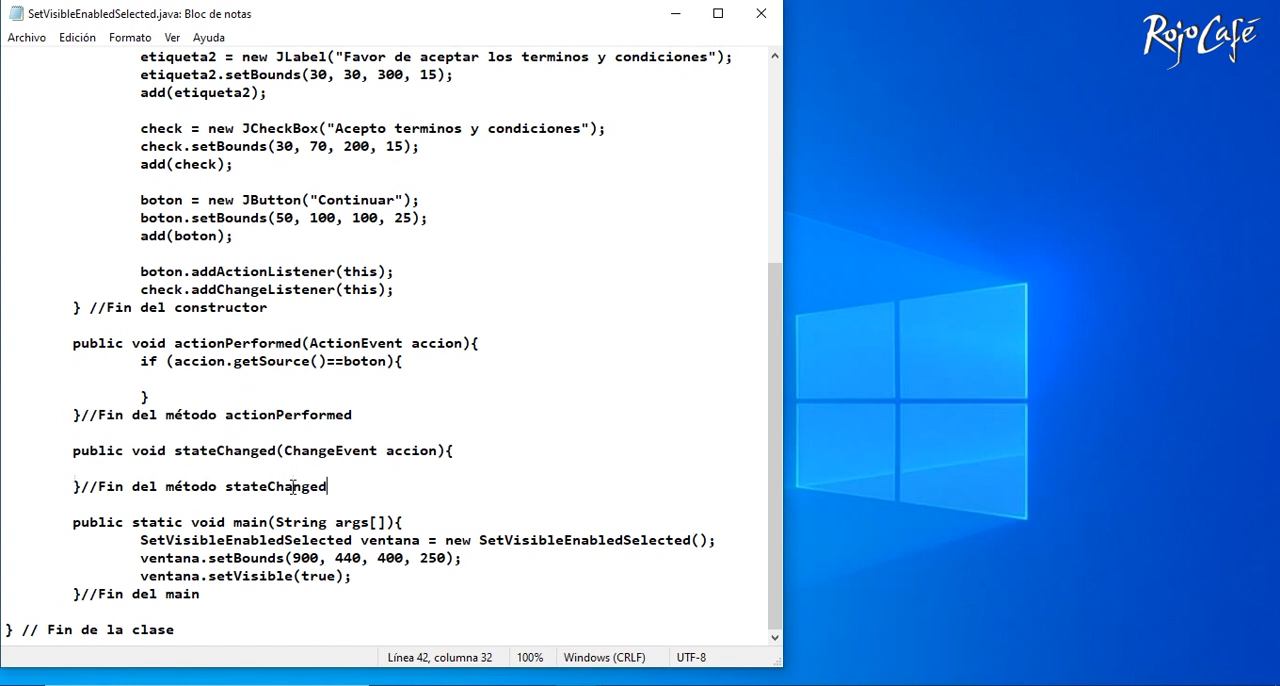 SetVisibleEnabledSelected.java: Bloc de notas
Archivo Edición Formato Ver Ayuda
RojoCafé
etiqueta2 = new JLabel("Favor de aceptar los terminos y condiciones");
etiqueta2.setBounds(30, 30, 300, 15);
add(etiqueta2);
check = new JCheckBox("Acepto terminos y condiciones");
check.setBounds(30, 70, 200, 15);
add(check);
boton = new JButton("Continuar");
boton.setBounds(50, 100, 100, 25);
add(boton);
boton.addActionListener(this);
check.addChangeListener(this);
} //Fin del constructor
public void actionPerformed(ActionEvent accion){
if (accion.getSource()==boton){
}
}//Fin del método actionPerformed
public void stateChanged(ChangeEvent accion){
}//Fin del método stateChanged
public static void main(String args[]){
SetVisibleEnabledSelected ventana = new SetVisibleEnabledSelected();
ventana.setBounds(900, 440, 400, 250);
ventana.setVisible(true);
}//Fin del main
} // Fin de la clase
Línea 42, columna 32 100% Windows (CRLF) UTF-8